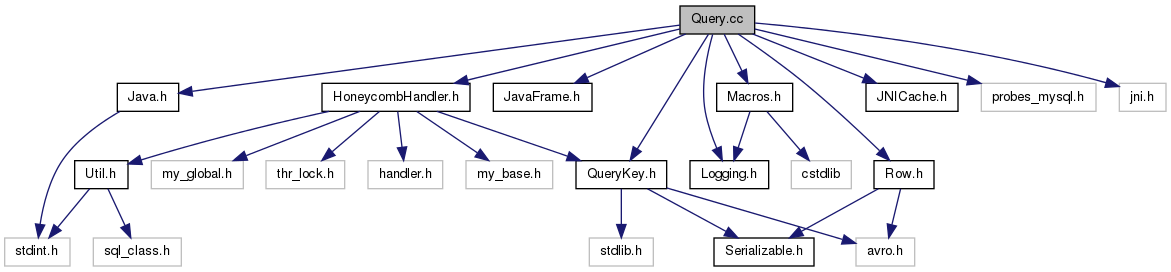 Query.cc
Java.h
HoneycombHandler.h
JavaFrame.h
Macros.h
JNICache.h
probes_mysql.h
jni.h
Util.h
my_global.h
thr_lock.h
handler.h
my_base.h
QueryKey.h
Logging.h
cstdlib
Row.h
stdint.h
sql_class.h
stdlib.h
Serializable.h
avro.h